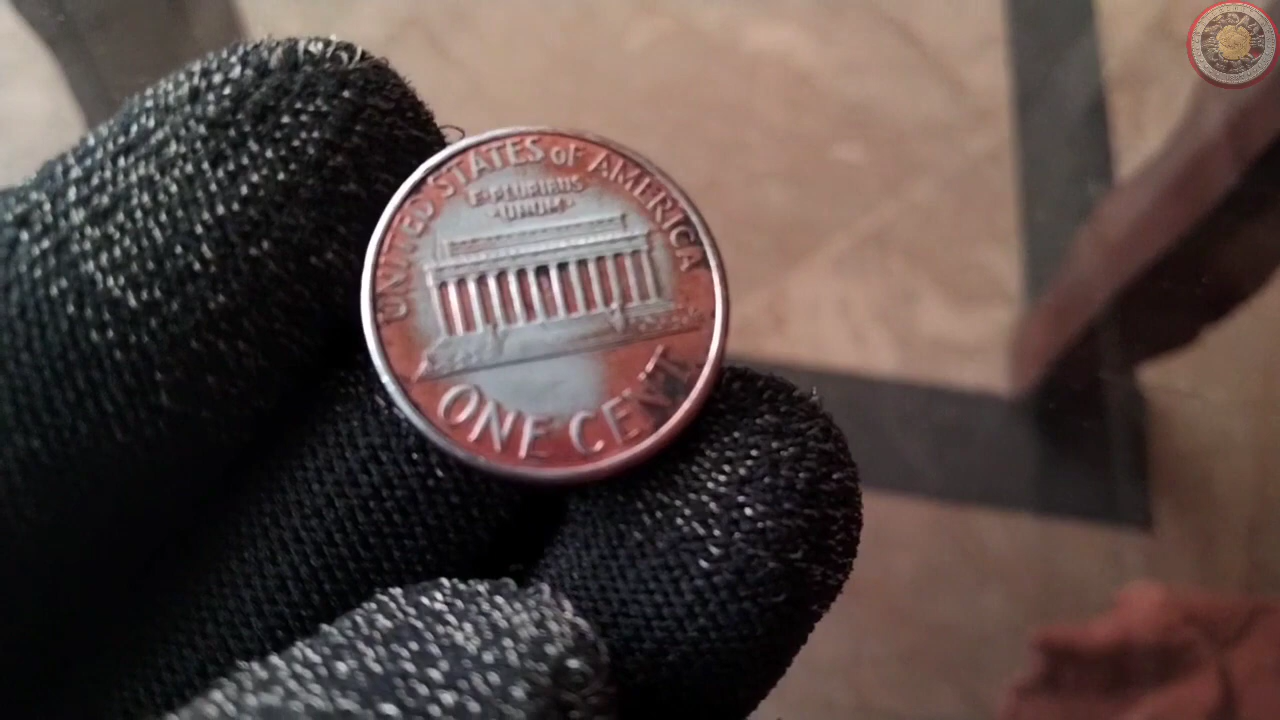 UNITED STATES OF AMERICA
E·PLURIBUS
·UNUM·
ONE CENT